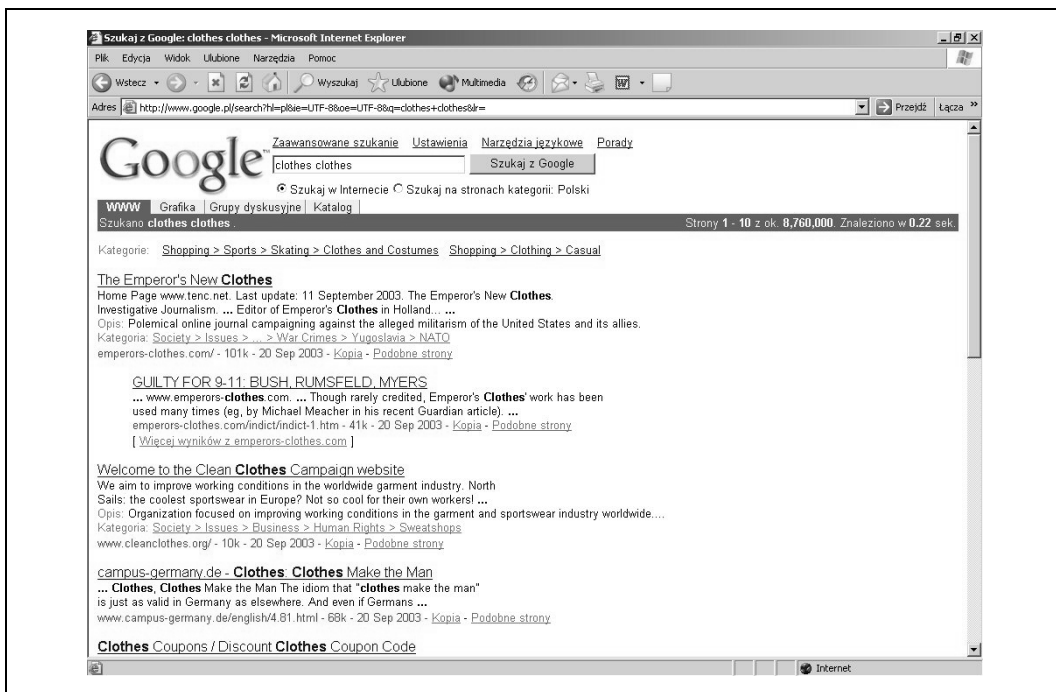 Szukaj z Google: clothes clothes - Microsoft Internet Explorer
Plik Edycja Widok Ulubione Narzędzia Pomoc
Wstecz Wyszukaj Ulubione Multimedia
Adres http://www.google.pl/search?hl=pl&ie=UTF-8&oe=UTF-8&q=clothes+clothes&lr= Przejdź Łącza »
Google™
Zaawansowane szukanie Ustawienia Narzędzia językowe Porady
clothes clothes Szukaj z Google
Szukaj w Internecie Szukaj na stronach kategorii: Polski
WWW Grafika Grupy dyskusyjne Katalog
Szukano clothes clothes . Strony 1 - 10 z ok. 8,760,000. Znaleziono w 0.22 sek.
Kategorie: Shopping > Sports > Skating > Clothes and Costumes Shopping > Clothing > Casual
The Emperor's New Clothes
Home Page www.tenc.net. Last update: 11 September 2003. The Emperor's New Clothes.
Investigative Journalism. ... Editor of Emperor's Clothes in Holland... ...
Opis: Polemical online journal campaigning against the alleged militarism of the United States and its allies.
Kategoria: Society > Issues > ... > War Crimes > Yugoslavia > NATO
emperors-clothes.com/ - 101k - 20 Sep 2003 - Kopia - Podobne strony
GUILTY FOR 9-11: BUSH, RUMSFELD, MYERS
... www.emperors-clothes.com. ... Though rarely credited, Emperor's Clothes' work has been
used many times (eg, by Michael Meacher in his recent Guardian article). ...
emperors-clothes.com/indict/indict-1.htm - 41k - 20 Sep 2003 - Kopia - Podobne strony
[ Więcej wyników z emperors-clothes.com ]
Welcome to the Clean Clothes Campaign website
We aim to improve working conditions in the worldwide garment industry. North
Sails: the coolest sportswear in Europe? Not so cool for their own workers! ...
Opis: Organization focused on improving working conditions in the garment and sportswear industry worldwide....
Kategoria: Society > Issues > Business > Human Rights > Sweatshops
www.cleanclothes.org/ - 10k - 20 Sep 2003 - Kopia - Podobne strony
campus-germany.de - Clothes: Clothes Make the Man
... Clothes, Clothes Make the Man The idiom that "clothes make the man"
is just as valid in Germany as elsewhere. And even if Germans ...
www.campus-germany.de/english/4.81.html - 68k - 20 Sep 2003 - Kopia - Podobne strony
Clothes Coupons / Discount Clothes Coupon Code
Internet